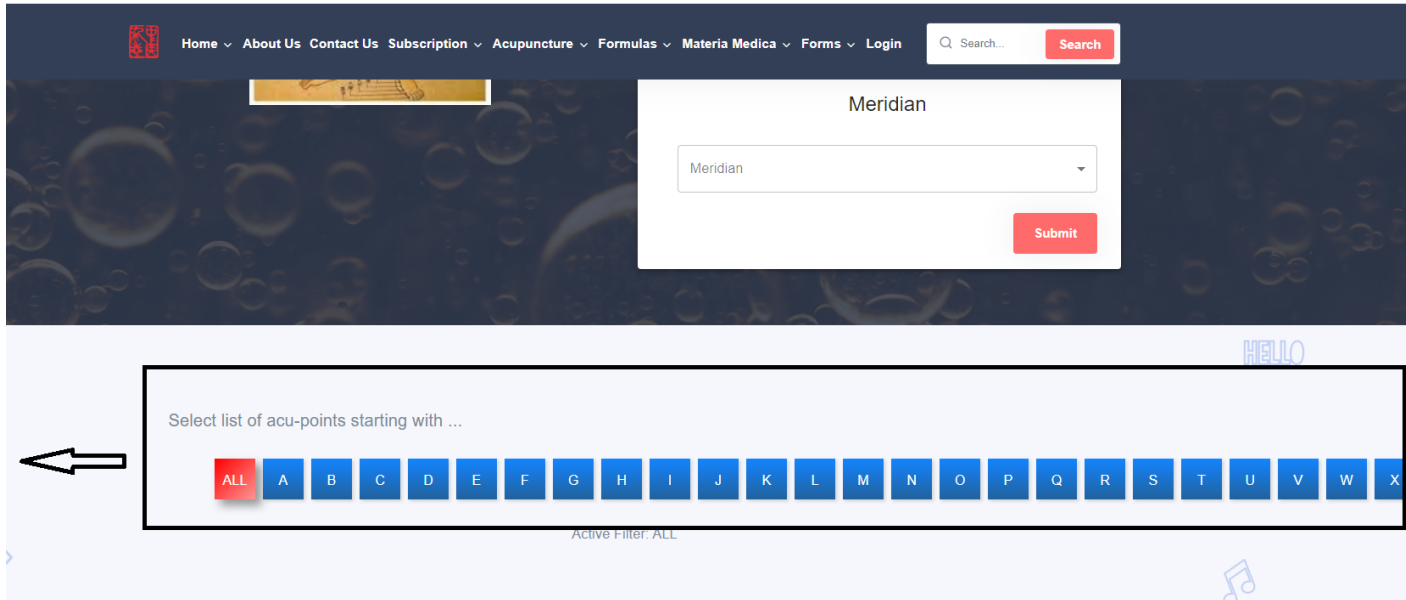 Home About Us Contact Us Subscription Acupuncture Formulas Materia Medica Forms Login Search... Search
Meridian
Meridian
Submit
HELLO
Select list of acu-points starting with ...
ALL A B C D E F G H I J K L M N O P Q R S T U V W X
Active Filter: ALL